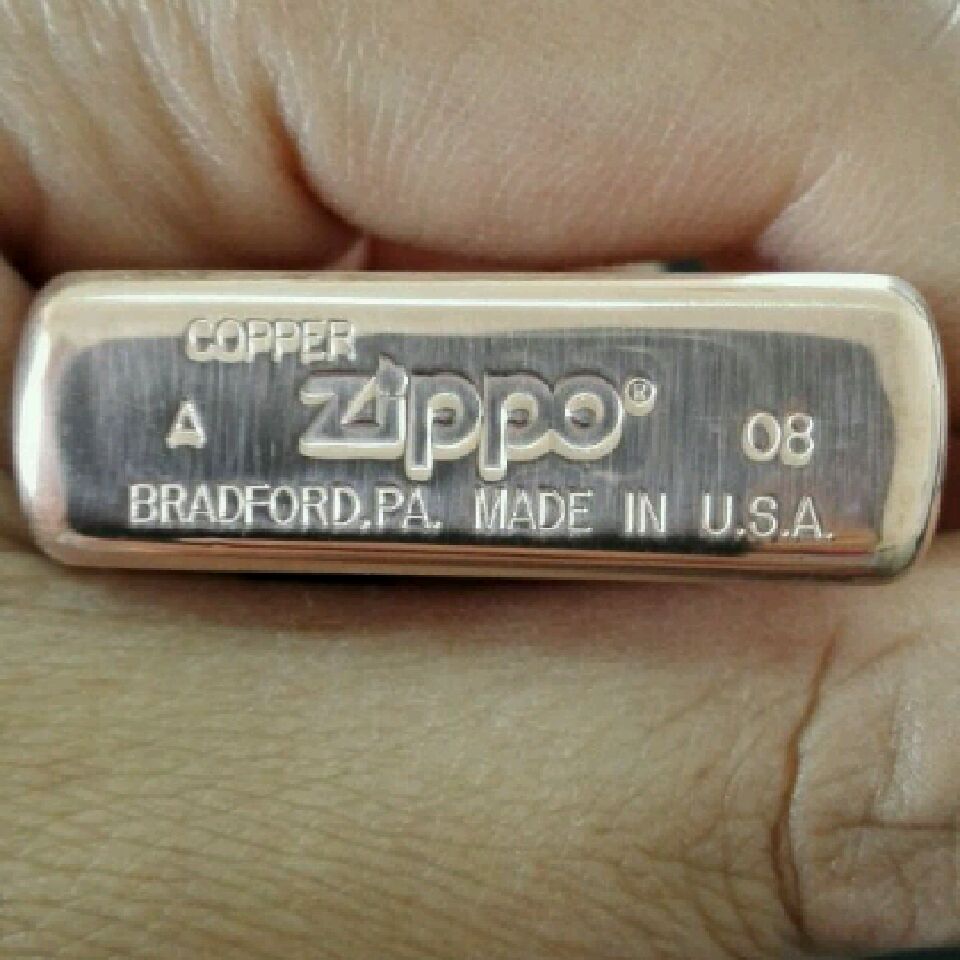 COPPER
A zippo® 08
BRADFORD,PA. MADE IN U.S.A.